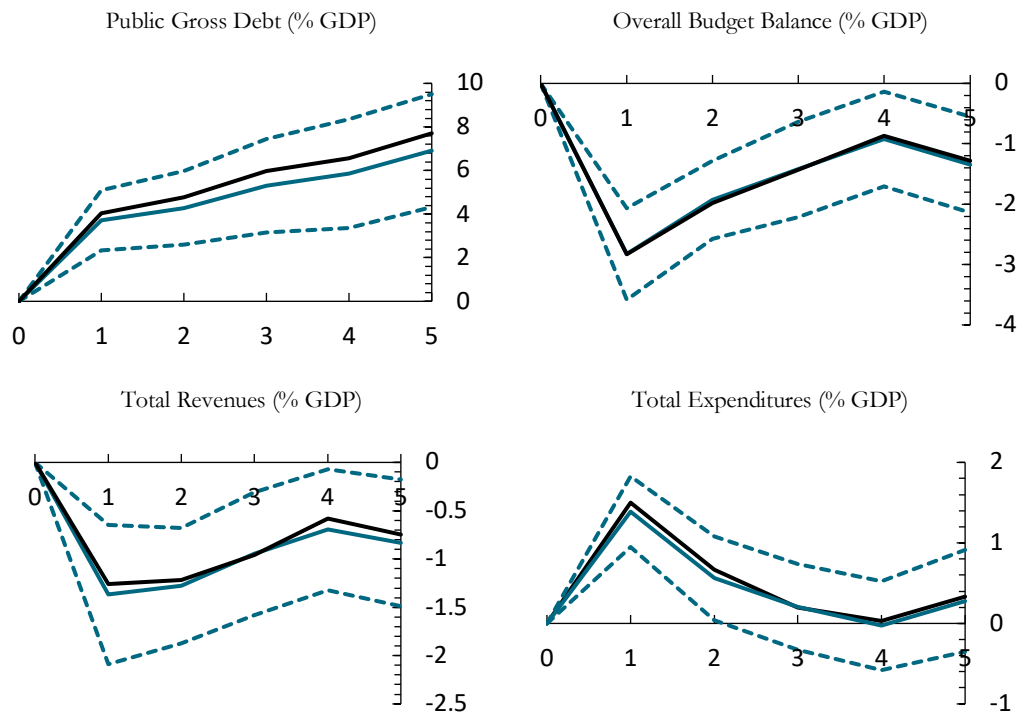 Public Gross Debt (% GDP)
10
8
6
4
2
0
0 1 2 3 4 5
Overall Budget Balance (% GDP)
0
0 1 2 3 4 5
-1
-2
-3
-4
Total Revenues (% GDP)
0
0 1 2 3 4 5
-0.5
-1
-1.5
-2
-2.5
Total Expenditures (% GDP)
2
1
0
0 1 2 3 4 5
-1